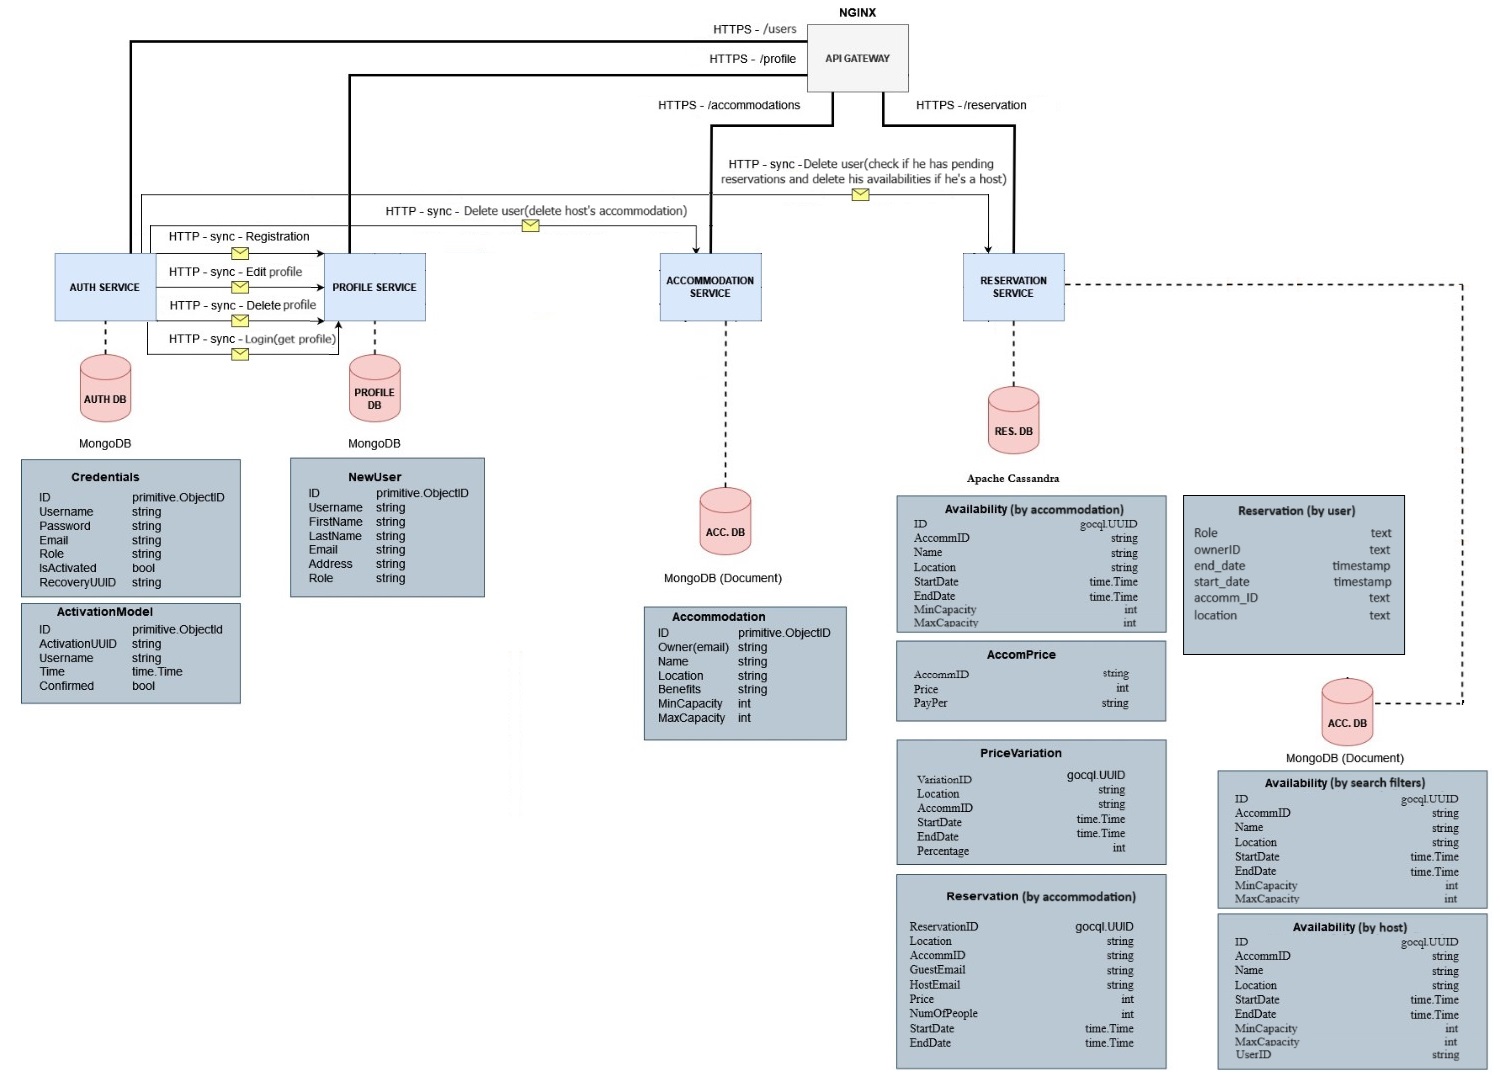 NGINX
API GATEWAY
HTTPS - /users
HTTPS - /profile
HTTPS - /accommodations
HTTPS - /reservation
HTTP - sync - Delete user(check if he has pending
reservations and delete his availabilities if he's a host)
HTTP - sync - Delete user(delete host's accommodation)
HTTP - sync - Registration
HTTP - sync - Edit profile
HTTP - sync - Delete profile
HTTP - sync - Login(get profile)
AUTH SERVICE
PROFILE SERVICE
ACCOMMODATION
SERVICE
RESERVATION
SERVICE
AUTH DB
MongoDB
PROFILE
DB
MongoDB
ACC. DB
MongoDB (Document)
RES. DB
Apache Cassandra
Credentials
ID primitive.ObjectID
Username string
Password string
Email string
Role string
IsActivated bool
RecoveryUUID string
ActivationModel
ID primitive.ObjectId
ActivationUUID string
Username string
Time time.Time
Confirmed bool
NewUser
ID primitive.ObjectID
Username string
FirstName string
LastName string
Email string
Address string
Role string
Accommodation
ID primitive.ObjectID
Owner(email) string
Name string
Location string
Benefits string
MinCapacity int
MaxCapacity int
Availability (by accommodation)
ID gocql.UUID
AccommID string
Name string
Location string
StartDate time.Time
EndDate time.Time
MinCapacity int
MaxCapacity int
AccomPrice
AccommID string
Price int
PayPer string
PriceVariation
VariationID gocql.UUID
Location string
AccommID string
StartDate time.Time
EndDate time.Time
Percentage int
Reservation (by accommodation)
ReservationID gocql.UUID
Location string
AccommID string
GuestEmail string
HostEmail string
Price int
NumOfPeople int
StartDate time.Time
EndDate time.Time
Reservation (by user)
Role text
ownerID text
end_date timestamp
start_date timestamp
accomm_ID text
location text
ACC. DB
MongoDB (Document)
Availability (by search filters)
ID gocql.UUID
AccommID string
Name string
Location string
StartDate time.Time
EndDate time.Time
MinCapacity int
MaxCapacity int
Availability (by host)
ID gocql.UUID
AccommID string
Name string
Location string
StartDate time.Time
EndDate time.Time
MinCapacity int
MaxCapacity int
UserID string